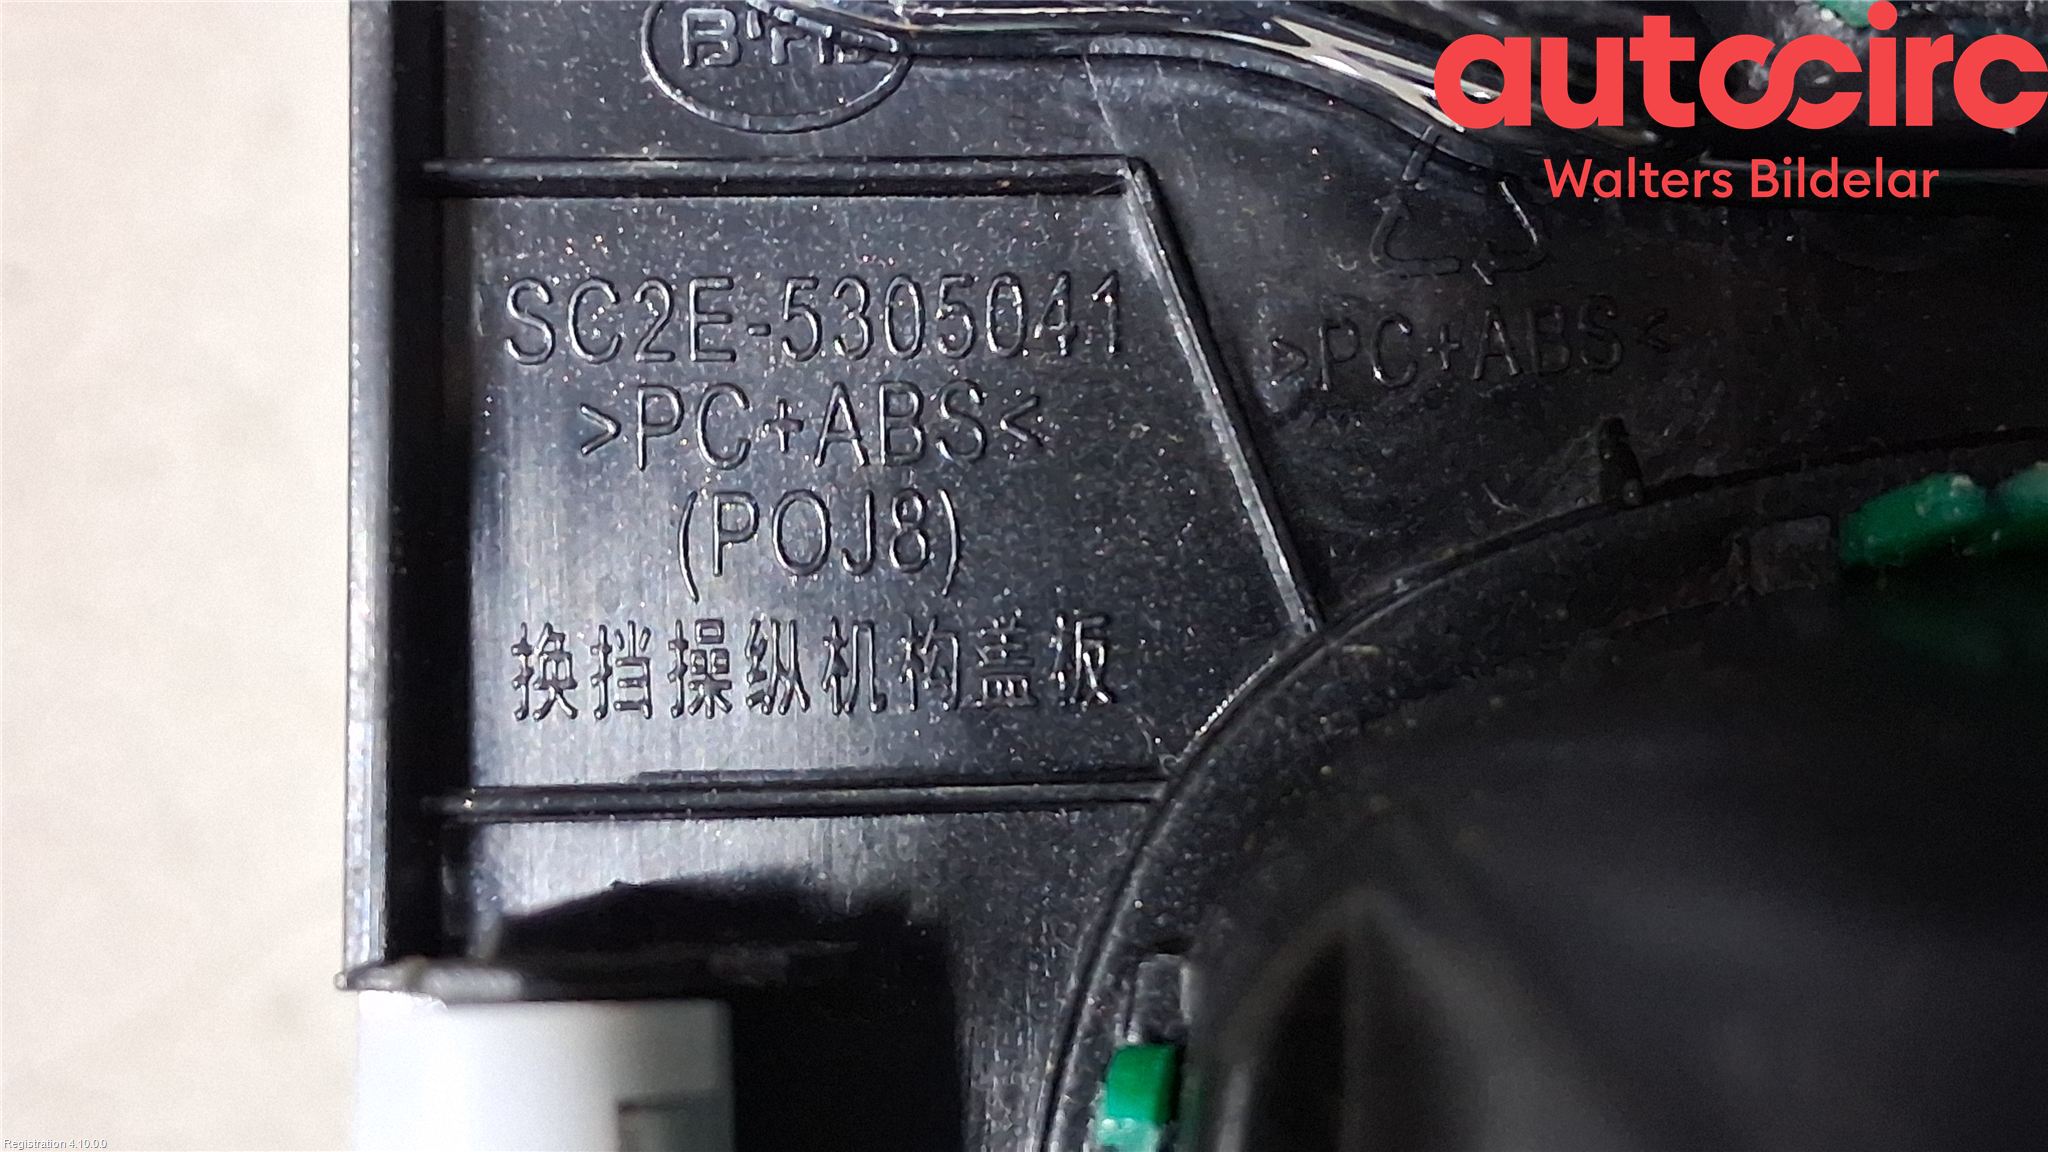 autocirc
Walters Bildelar
SC2E-5305041
>PC+ABS<
(POJ8)
换挡操纵机构盖板
>PC+ABS<
Registration 4.10.0.0